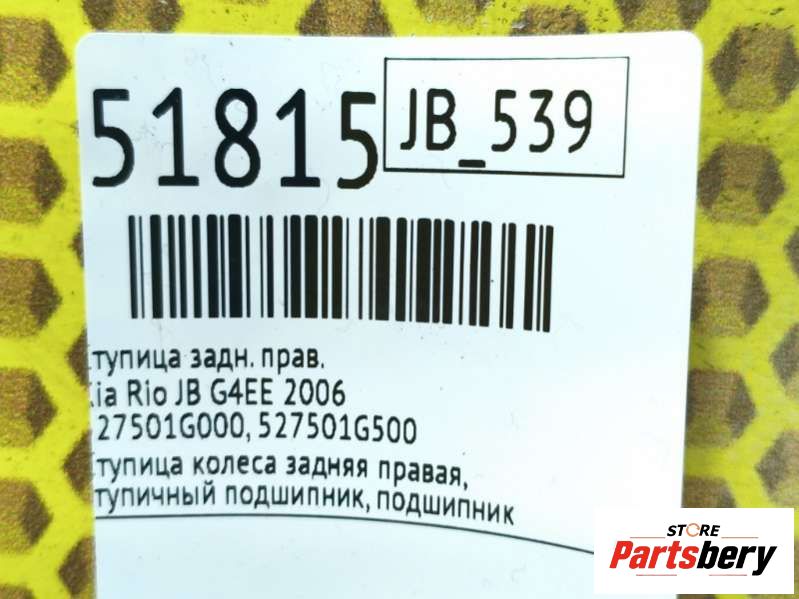 51815 JB_539
тупица задн. прав.
ia Rio JB G4EE 2006
27501G000, 527501G500
тупица колеса задняя правая,
тупичный подшипник, подшипник
STORE
Partsbery